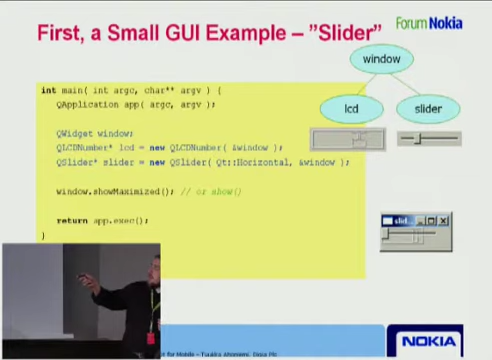 First, a Small GUI Example – ”Slider”
Forum Nokia
window
lcd
slider
int main( int argc, char** argv ) {
QApplication app( argc, argv );
QWidget window;
QLCDNumber* lcd = new QLCDNumber( &window );
QSlider* slider = new QSlider( Qt::Horizontal, &window );
window.showMaximized(); // or show()
return app.exec();
}
slid
NOKIA